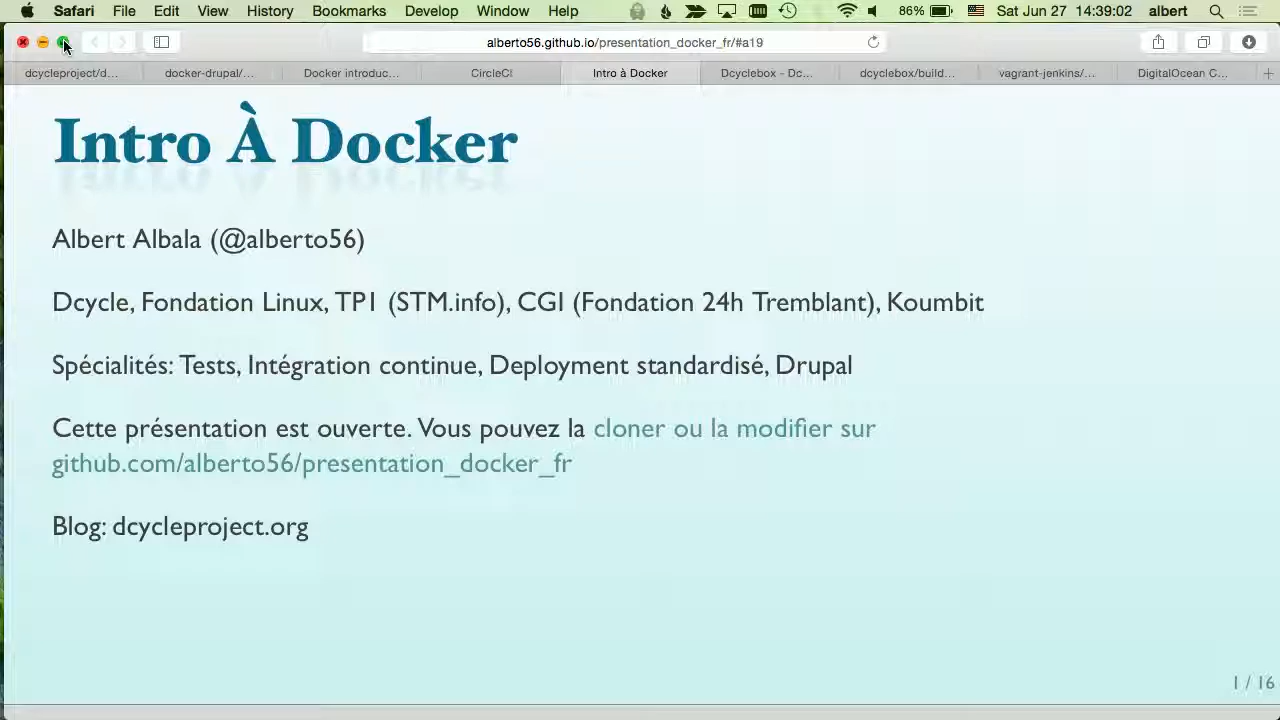 Safari File Edit View History Bookmarks Develop Window Help 86% Sat Jun 27 14:39:02 albert
alberto56.github.io/presentation_docker_fr/#a19
dcycleproject/d... docker-drupal/... Docker introduc... CircleCI Intro à Docker Dcyclebox - Dc... dcyclebox/build... vagrant-jenkins/... DigitalOcean C...
Intro À Docker
Albert Albala (@alberto56)
Dcycle, Fondation Linux, TP1 (STM.info), CGI (Fondation 24h Tremblant), Koumbit
Spécialités: Tests, Intégration continue, Deployment standardisé, Drupal
Cette présentation est ouverte. Vous pouvez la cloner ou la modifier sur
github.com/alberto56/presentation_docker_fr
Blog: dcycleproject.org
1 / 16